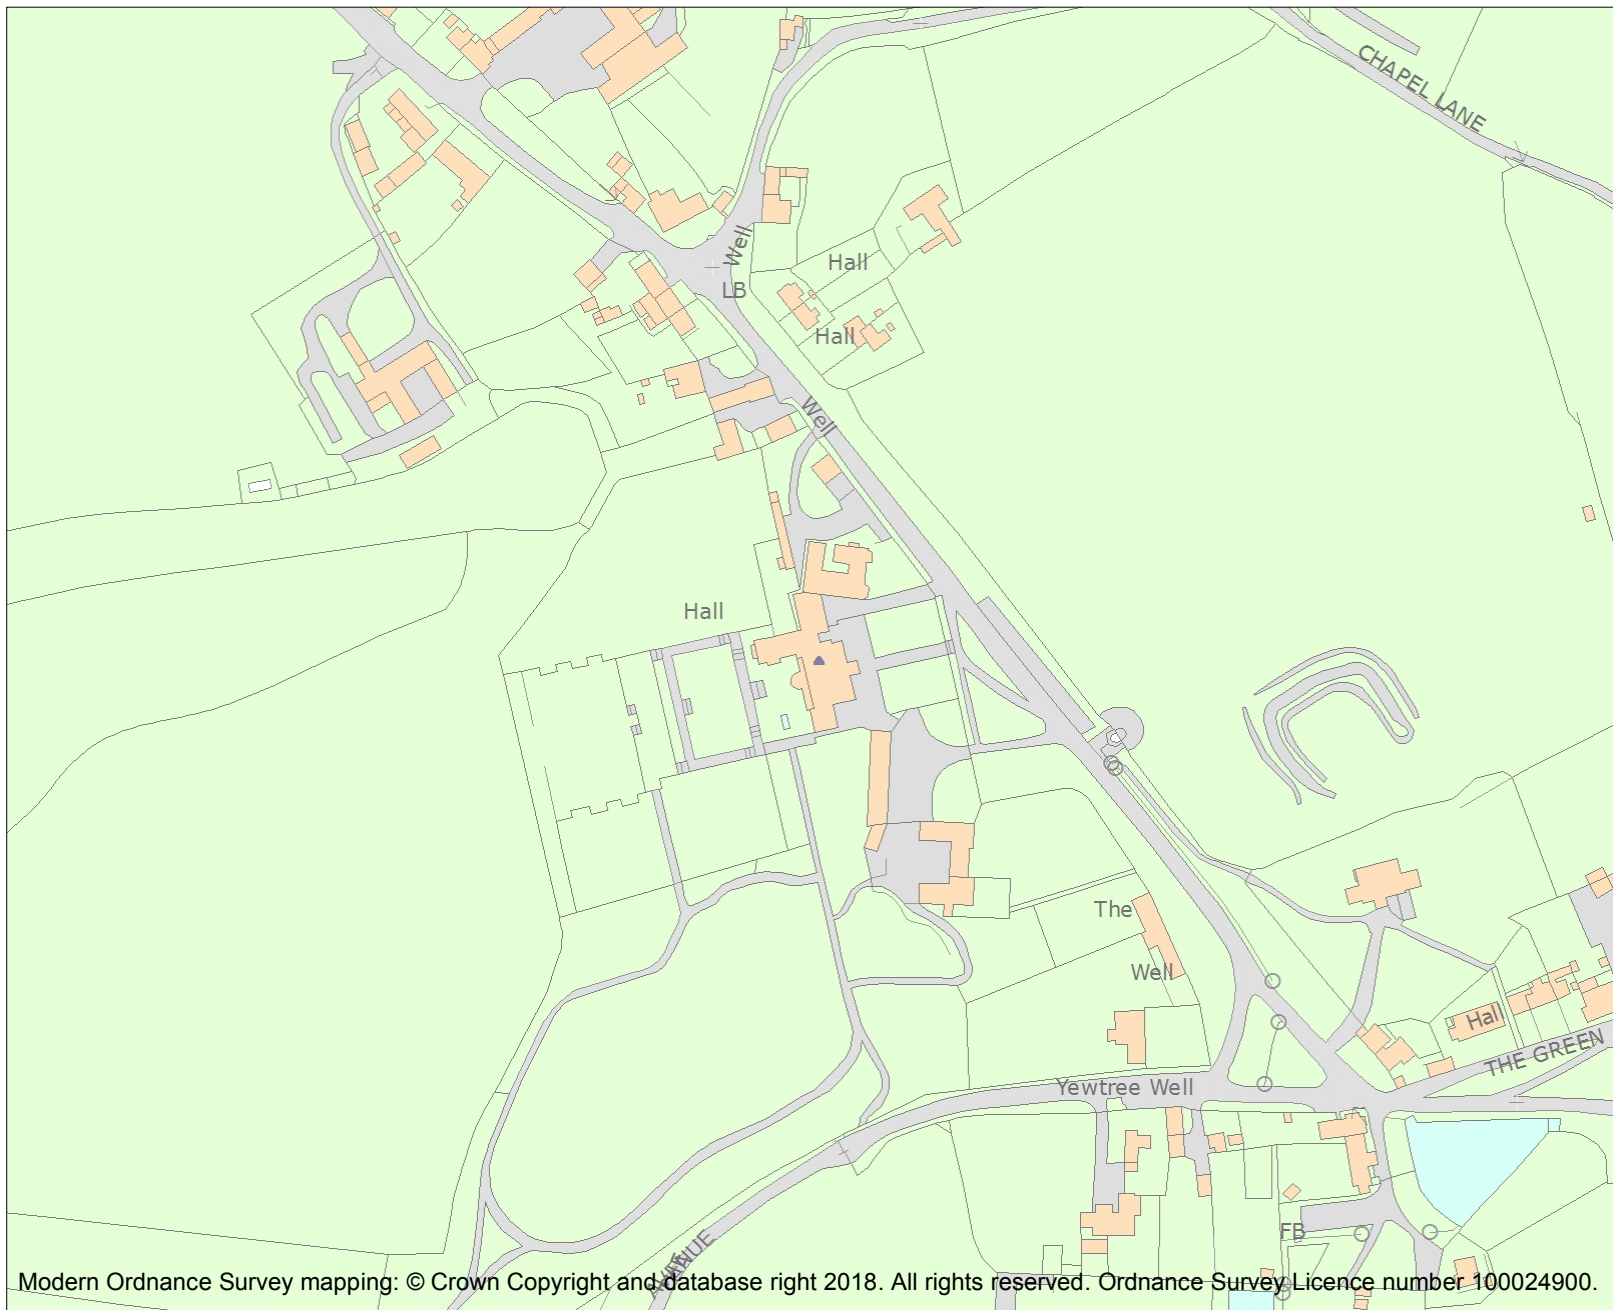 CHAPEL LANE
Well
Hall
LB
Hall
Well
Hall
The
Well
Hall
THE GREEN
Yewtree Well
FB
Modern Ordnance Survey mapping: © Crown Copyright and database right 2018. All rights reserved. Ordnance Survey Licence number 100024900.